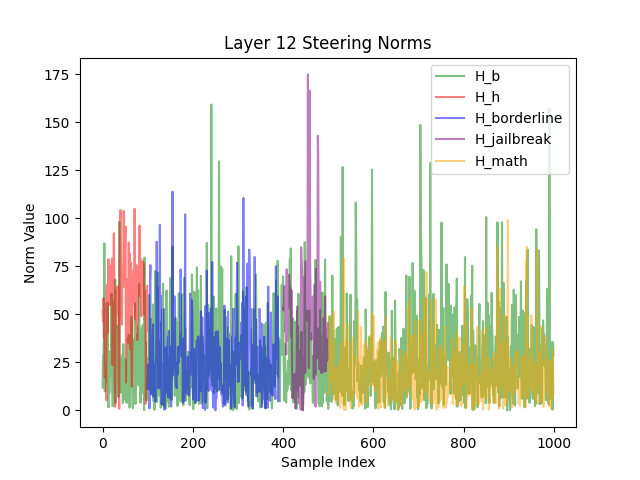 Layer 12 Steering Norms
Norm Value
175
150
125
100
75
50
25
0
0
200
400
600
800
1000
Sample Index
H_b
H_h
H_borderline
H_jailbreak
H_math